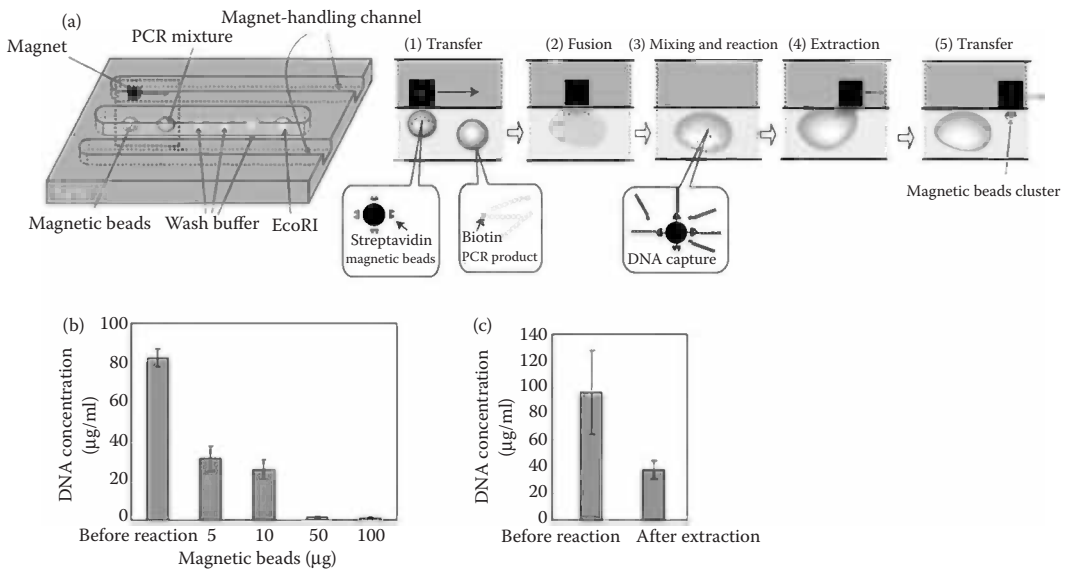 (a)
Magnet
PCR mixture
Magnet-handling channel
Magnetic beads
Wash buffer
EcoRI
(1) Transfer
(2) Fusion
(3) Mixing and reaction
(4) Extraction
(5) Transfer
Streptavidin
magnetic beads
Biotin
PCR product
DNA capture
Magnetic beads cluster
(b)
DNA concentration
(μg/ml)
100
80
60
40
20
0
Before reaction
5
10
50
100
Magnetic beads (μg)
(c)
DNA concentration
(μg/ml)
140
120
100
80
60
40
20
0
Before reaction
After extraction